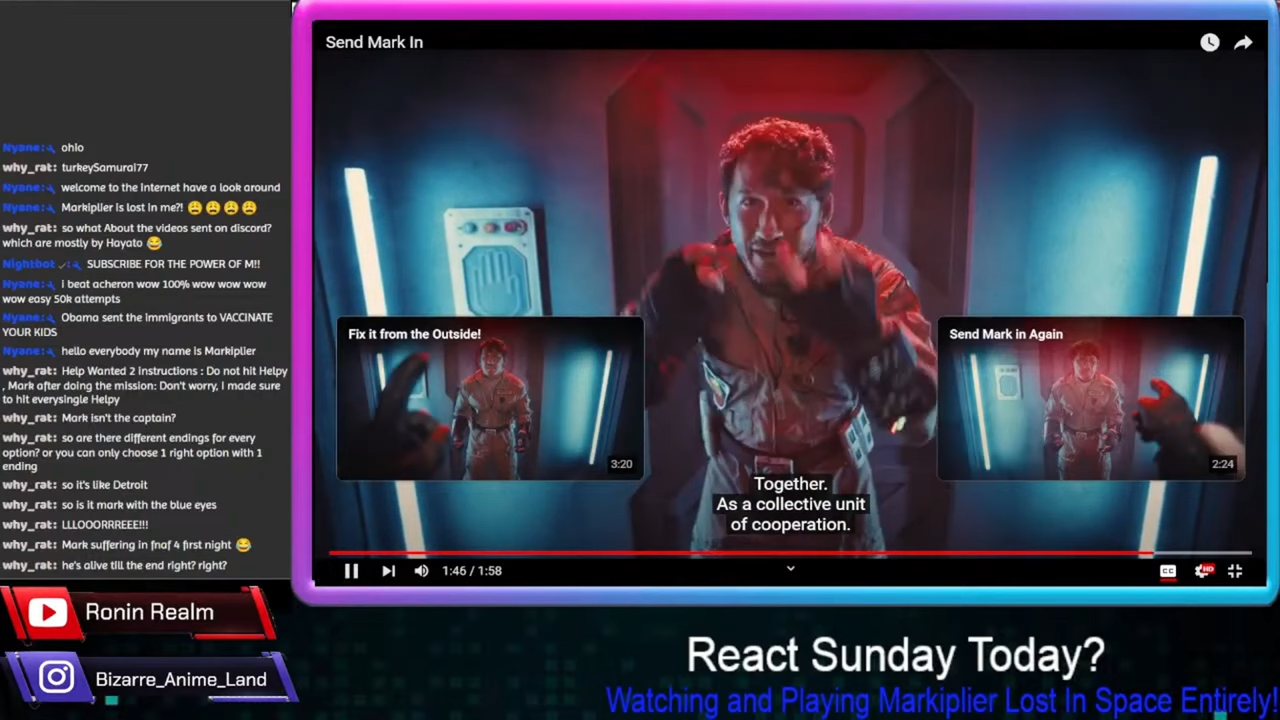 Nyane: ohio
why_rat: turkeySamurai77
Nyane: welcome to the internet have a look around
Nyane: Markiplier is lost in me?! 😩 😩 😩 😩
why_rat: so what About the videos sent on discord?
which are mostly by Hayato 😂
Nightbot: SUBSCRIBE FOR THE POWER OF M!!
Nyane: i beat acheron wow 100% wow wow wow
wow easy 50k attempts
Nyane: Obama sent the immigrants to VACCINATE
YOUR KIDS
Nyane: hello everybody my name is Markiplier
why_rat: Help Wanted 2 Instructions : Do not hit Helpy
, Mark after doing the mission: Don't worry, I made sure
to hit everysingle Helpy
why_rat: Mark isn't the captain?
why_rat: so are there different endings for every
option? or you can only choose 1 right option with 1
ending
why_rat: so it's like Detroit
why_rat: so is it mark with the blue eyes
why_rat: LLLOOORRREEE!!!
why_rat: Mark suffering in fnaf 4 first night 😂
why_rat: he's alive till the end right? right?
Ronin Realm
Bizarre_Anime_Land
Send Mark In
Fix it from the Outside!
3:20
Send Mark in Again
2:24
Together.
As a collective unit
of cooperation.
1:46 / 1:58
CC
HD
React Sunday Today?
Watching and Playing Markiplier Lost In Space Entirely!